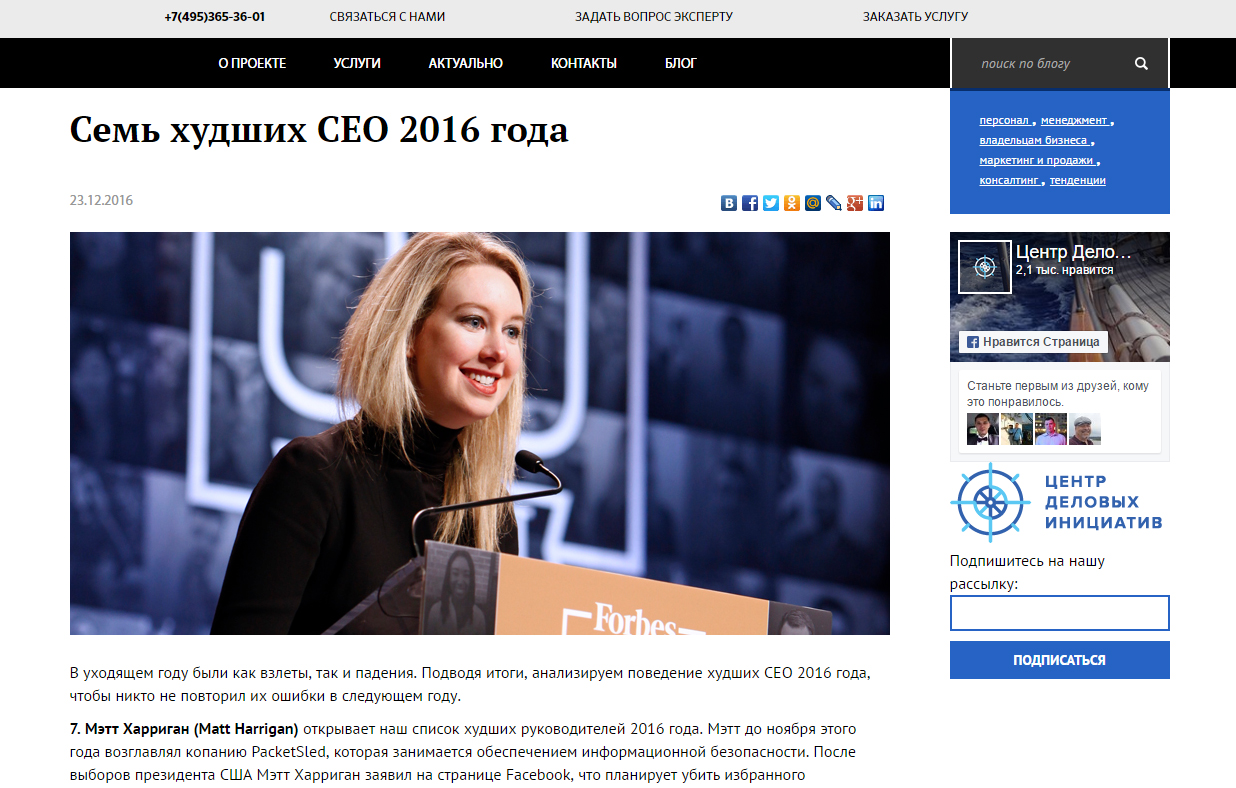 +7(495)365-36-01 СВЯЗАТЬСЯ С НАМИ ЗАДАТЬ ВОПРОС ЭКСПЕРТУ ЗАКАЗАТЬ УСЛУГУ
О ПРОЕКТЕ УСЛУГИ АКТУАЛЬНО КОНТАКТЫ БЛОГ
поиск по блогу
Семь худших CEO 2016 года
23.12.2016
Forbes
В уходящем году были как взлеты, так и падения. Подводя итоги, анализируем поведение худших CEO 2016 года,
чтобы никто не повторил их ошибки в следующем году.
7. Мэтт Харриган (Matt Harrigan) открывает наш список худших руководителей 2016 года. Мэтт до ноября этого
года возглавлял копанию PacketSled, которая занимается обеспечением информационной безопасности. После
выборов президента США Мэтт Харриган заявил на странице Facebook, что планирует убить избранного
персонал , менеджмент ,
владельцам бизнеса ,
маркетинг и продажи ,
консалтинг , тенденции
Центр Дело...
2,1 тыс. нравится
Нравится Страница
Станьте первым из друзей, кому
это понравилось.
ЦЕНТР
ДЕЛОВЫХ
ИНИЦИАТИВ
Подпишитесь на нашу
рассылку:
ПОДПИСАТЬСЯ